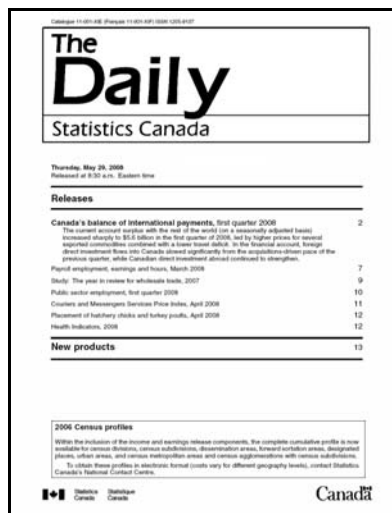 Catalogue 11-001-XIE (Français 11-001-XIF) ISSN 1205-9137
The
Daily
Statistics Canada
Thursday, May 29, 2008
Released at 8:30 a.m. Eastern time
Releases
Canada's balance of international payments, first quarter 2008 2
The current account surplus with the rest of the world (on a seasonally adjusted basis)
increased sharply to $5.6 billion in the first quarter of 2008, led by higher prices for several
exported commodities combined with a lower travel deficit. In the financial account, foreign
direct investment flows into Canada slowed significantly from the acquisitions-driven pace of the
previous quarter, while Canadian direct investment abroad continued to strengthen.
Payroll employment, earnings and hours, March 2008 7
Study: The year in review for wholesale trade, 2007 9
Public sector employment, first quarter 2008 10
Couriers and Messengers Services Price Index, April 2008 11
Placement of hatchery chicks and turkey poults, April 2008 12
Health Indicators, 2008 12
New products 13
2006 Census profiles
Within the inclusion of the income and earnings release components, the complete cumulative profile is now
available for census divisions, census subdivisions, dissemination areas, forward sortation areas, designated
places, urban areas, and census metropolitan areas and census agglomerations with census subdivisions.
To obtain these profiles in electronic format (costs vary for different geography levels), contact Statistics
Canada's National Contact Centre.
Statistics Statistique
Canada Canada
Canada